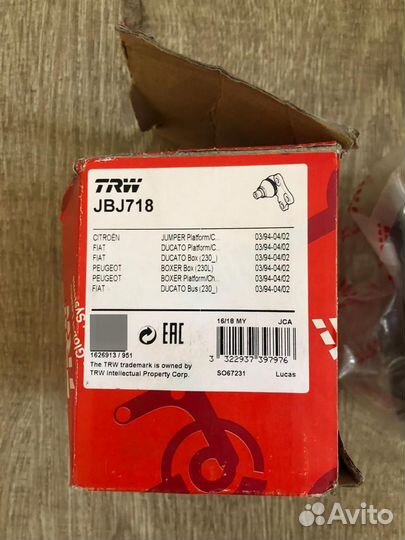 TRW
JBJ718
CITROËN JUMPER Platform/C... 03/94-04/02
FIAT DUCATO Platform/C... 03/94-04/02
FIAT DUCATO Box (230_) 03/94-04/02
PEUGEOT BOXER Box (230L) 03/94-04/02
PEUGEOT BOXER Platform/Ch... 03/94-04/02
FIAT DUCATO Bus (230_) 03/94-04/02
16/18 MY JCA
EAC
1626913 / 951
3 322937 397976
The TRW trademark is owned by
TRW Intellectual Property Corp.
SO67231 Lucas
Avito